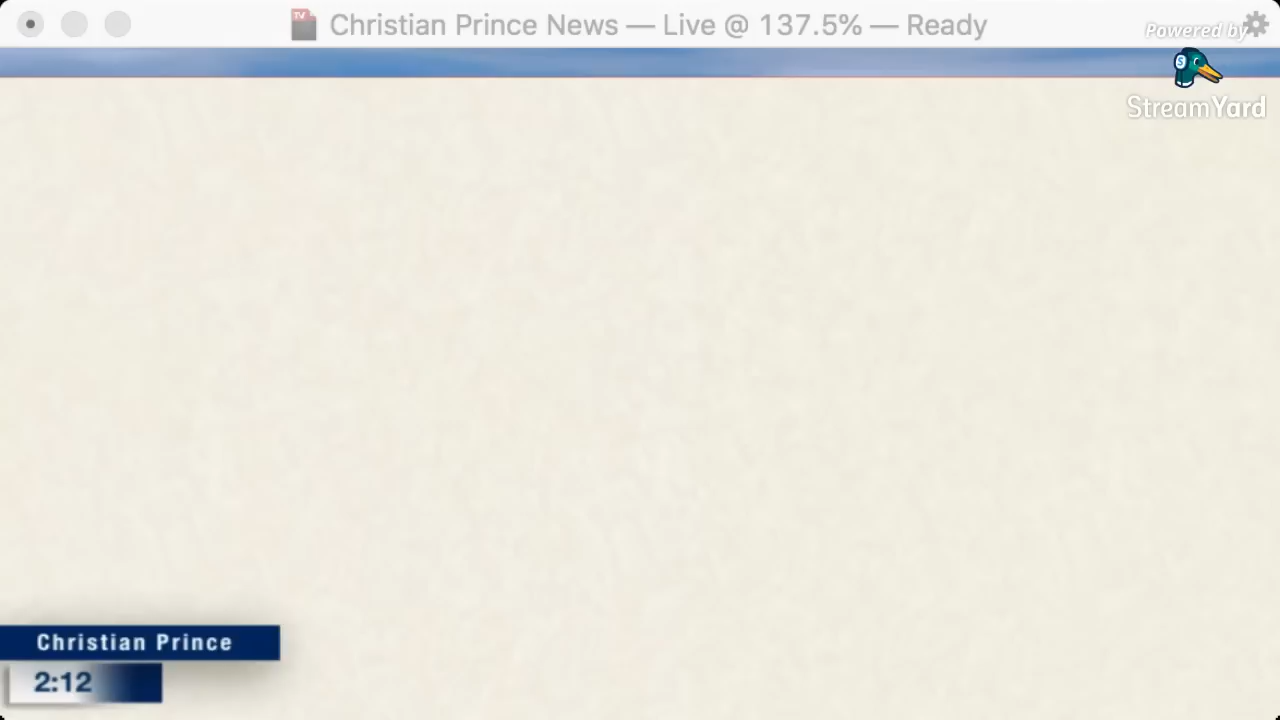 Christian Prince News — Live @ 137.5% — Ready
Powered by
StreamYard
Christian Prince
2:12